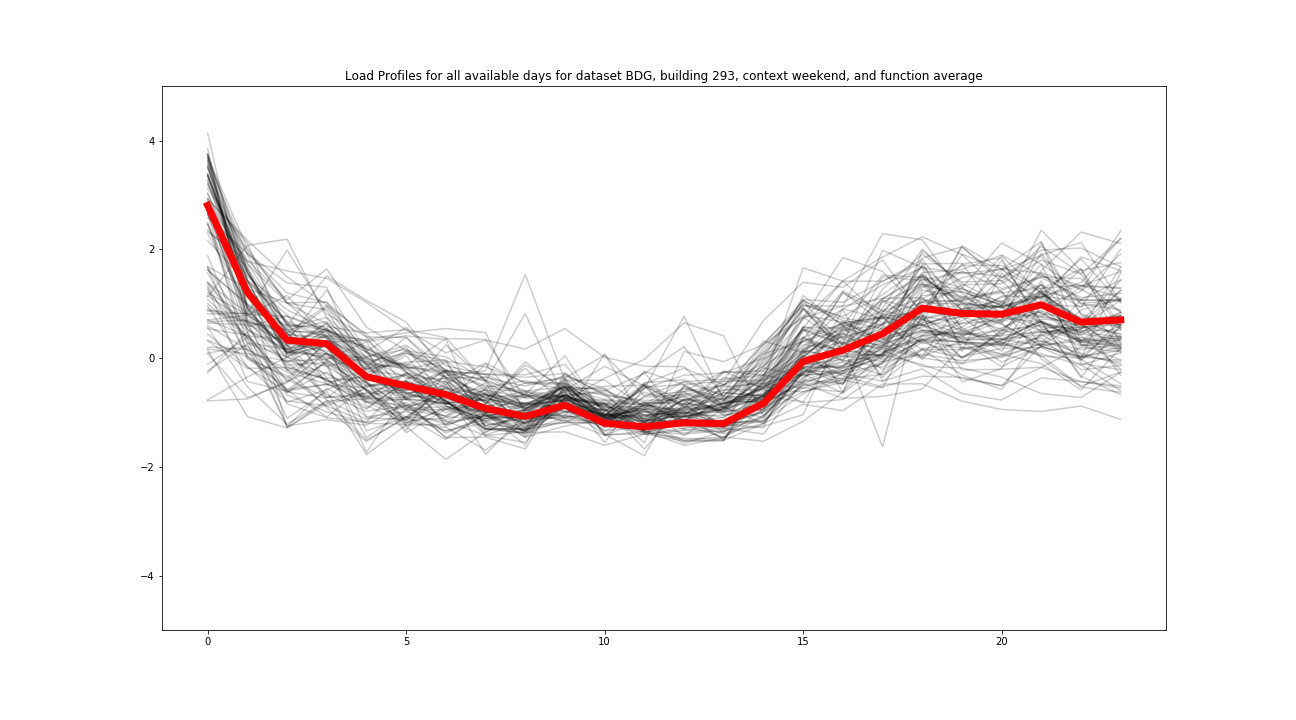 Load Profiles for all available days for dataset BDG, building 293, context weekend, and function average
4
2
0
−2
−4
0 5 10 15 20